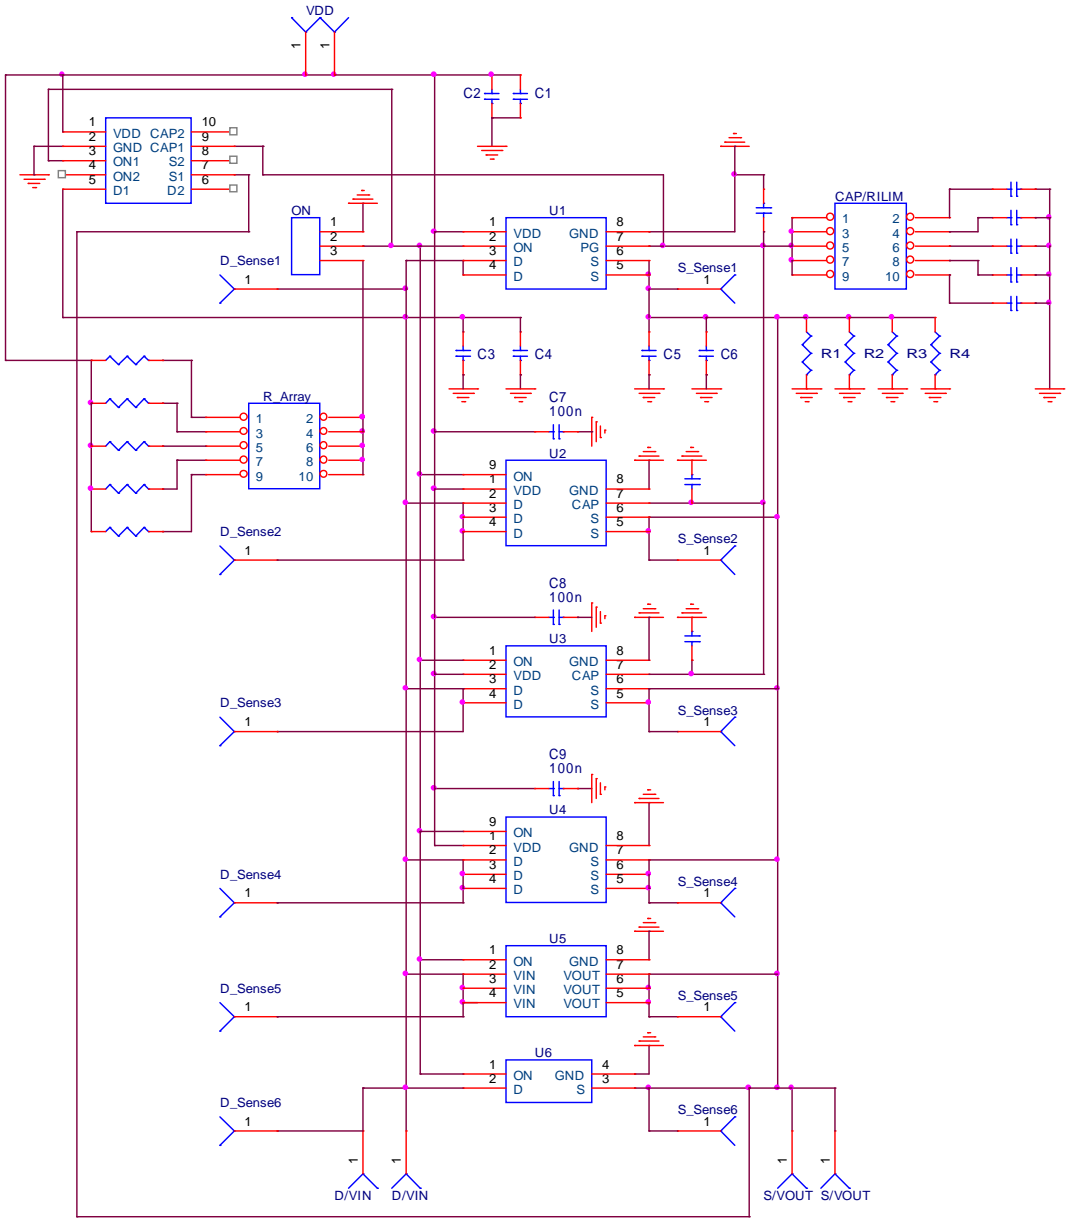 VDD
1 1
C2 C1
1 VDD CAP2 10
2 GND CAP1 9
3 ON1 S2 8
4 ON2 S1 7
5 D1 D2 6
ON
1
2
3
U1
1 VDD GND 8
2 ON PG 7
3 D S 6
4 D S 5
CAP/RILIM
1 2
3 4
5 6
7 8
9 10
D_Sense1
1
S_Sense1
1
C3 C4 C5 C6
R1 R2 R3 R4
R_Array
1 2
3 4
5 6
7 8
9 10
C7
100n
U2
9 ON
1 VDD GND 8
2 D CAP 7
3 D S 6
4 D S 5
D_Sense2
1
S_Sense2
1
C8
100n
U3
1 ON GND 8
2 VDD CAP 7
3 D S 6
4 D S 5
D_Sense3
1
S_Sense3
1
C9
100n
U4
9 ON
1 VDD GND 8
2 D S 7
3 D S 6
4 D S 5
D_Sense4
1
S_Sense4
1
U5
1 ON GND 8
2 VIN VOUT 7
3 VIN VOUT 6
4 VIN VOUT 5
D_Sense5
1
S_Sense5
1
U6
1 ON GND 4
2 D S 3
D_Sense6
1
S_Sense6
1
1 1 1 1
D/VIN D/VIN S/VOUT S/VOUT